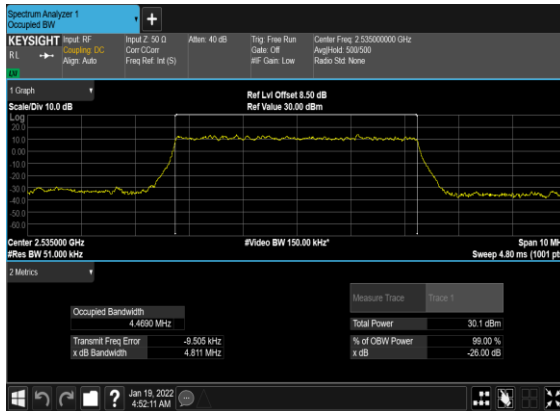 Spectrum Analyzer 1
Occupied BW
KEYSIGHT Input: RF Input Z: 50 Ω Atten: 40 dB Trig: Free Run Center Freq: 2.535000000 GHz
RL Coupling: DC Corr CCorr Gate: Off Avg|Hold: 500/500
Align: Auto Freq Ref: Int (S) #IF Gain: Low Radio Std: None
LXI
1 Graph
Ref Lvl Offset 8.50 dB
Scale/Div 10.0 dB Ref Value 30.00 dBm
Log
20.0
10.0
0.00
-10.0
-20.0
-30.0
-40.0
-50.0
-60.0
Center 2.535000 GHz #Video BW 150.00 kHz* Span 10 MH
#Res BW 51.000 kHz Sweep 4.80 ms (1001 pt
2 Metrics
Measure Trace Trace 1
Occupied Bandwidth
4.4690 MHz
Total Power 30.1 dBm
Transmit Freq Error -9.505 kHz % of OBW Power 99.00 %
x dB Bandwidth 4.811 MHz x dB -26.00 dB
? Jan 19, 2022
4:52:11 AM